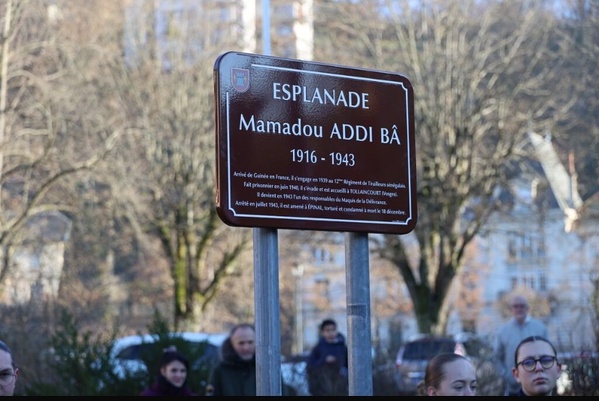 ESPLANADE
Mamadou ADDI BÂ
1916 - 1943
Arrivé de Guinée en France, il s'engage en 1939 au 12ème Régiment de Tirailleurs sénégalais.
Fait prisonnier en juin 1940, il s'évade et est accueilli à TOLLAINCOURT (Vosges).
Il devient en 1943 l'un des responsables du Maquis de la Délivrance.
Arrêté en juillet 1943, il est amené à ÉPINAL, torturé et condamné à mort le 18 décembre.